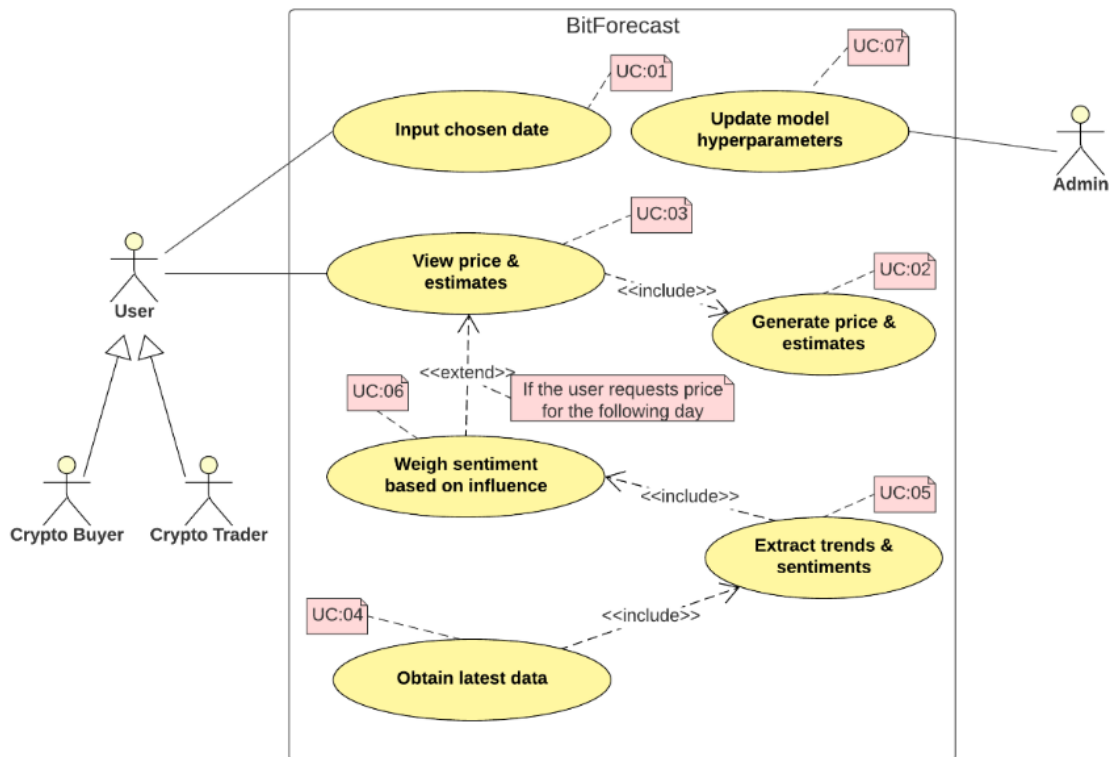 BitForecast
UC:01
UC:07
Input chosen date
Update model
hyperparameters
Admin
UC:03
View price &
estimates
User
<<include>>
UC:02
Generate price &
estimates
<<extend>>
If the user requests price
for the following day
UC:06
Weigh sentiment
based on influence
Crypto Buyer
Crypto Trader
<<include>>
UC:05
Extract trends &
sentiments
<<include>>
UC:04
Obtain latest data